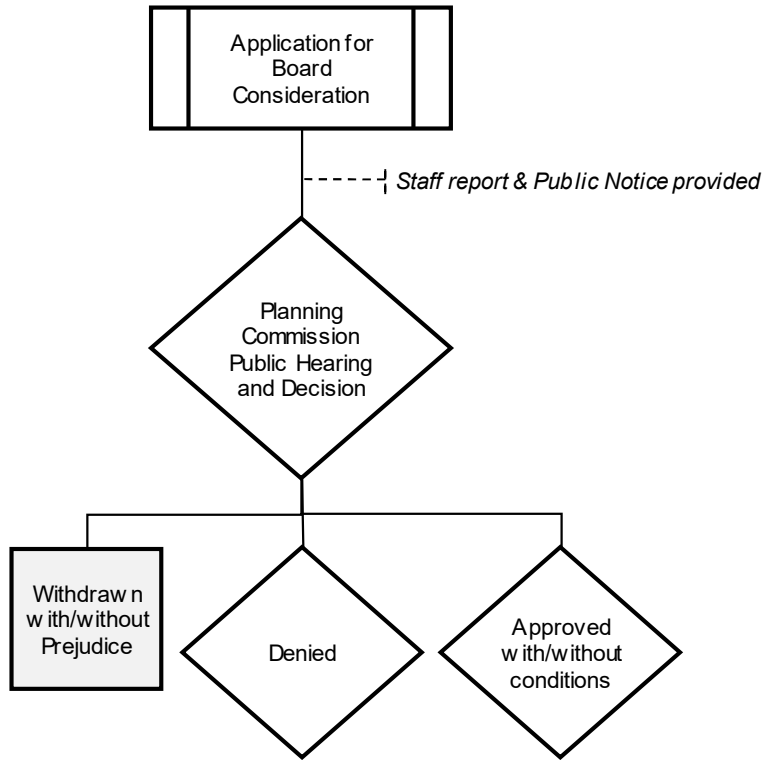 Application for
Board
Consideration
Staff report & Public Notice provided
Planning
Commission
Public Hearing
and Decision
Withdrawn
with/without
Prejudice
Denied
Approved
with/without
conditions